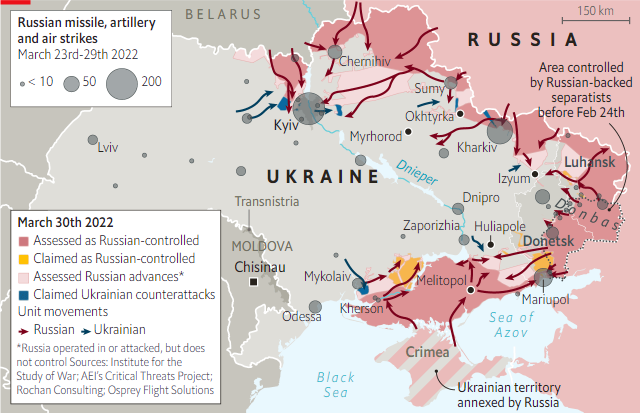 Russian missile, artillery
and air strikes
March 23rd-29th 2022
< 10
50
200
BELARUS
150 km
RUSSIA
Area controlled
by Russian-backed
separatists
before Feb 24th
Chernihiv
Sumy
Okhtyrka
Kyiv
Lviv
Myrhorod
Kharkiv
UKRAINE
Dnieper
Izyum
Luhansk
Transnistria
Dnipro
Donbas
Zaporizhia
Huliapole
Donetsk
MOLDOVA
Chisinau
Mykolaiv
Melitopol
Mariupol
Odessa
Kherson
Sea of
Azov
Crimea
Black
Sea
Ukrainian territory
annexed by Russia
March 30th 2022
Assessed as Russian-controlled
Claimed as Russian-controlled
Assessed Russian advances*
Claimed Ukrainian counterattacks
Unit movements
Russian
Ukrainian
*Russia operated in or attacked, but does
not control Sources: Institute for the
Study of War; AEI's Critical Threats Project;
Rochan Consulting; Osprey Flight Solutions